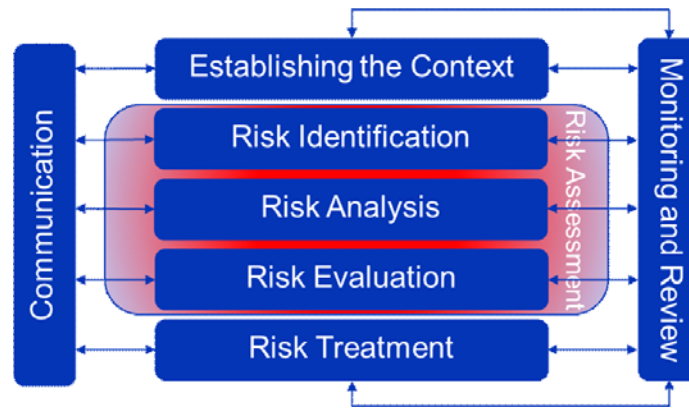 Communication
Establishing the Context
Risk Identification
Risk Analysis
Risk Evaluation
Risk Treatment
Risk Assessment
Monitoring and Review